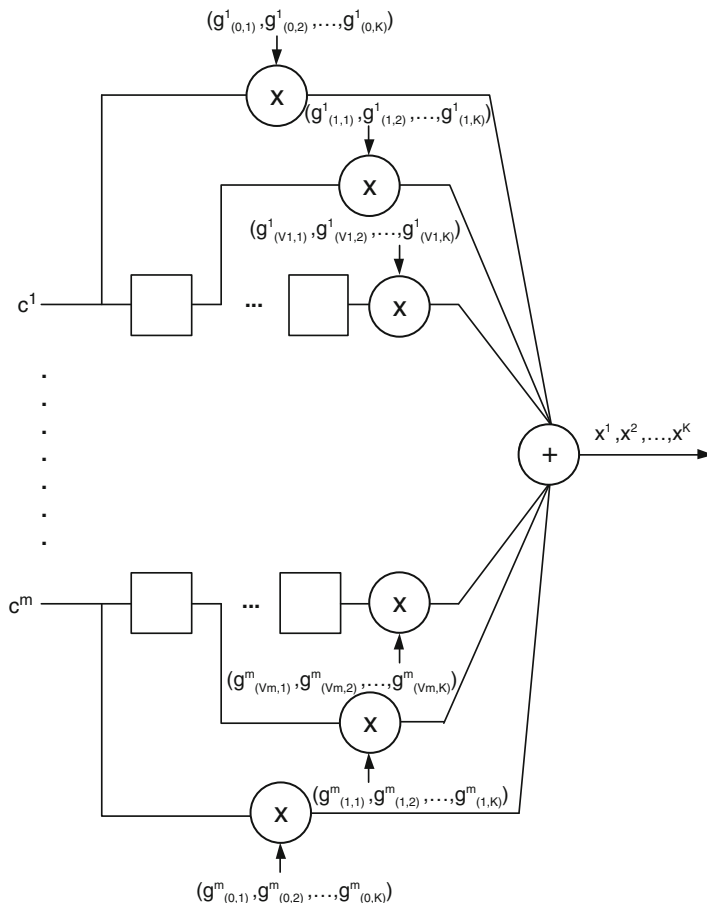 (g¹₍₀,₁₎,g¹₍₀,₂₎,…,g¹₍₀,K₎)
x
(g¹₍₁,₁₎,g¹₍₁,₂₎,…,g¹₍₁,K₎)
x
(g¹₍V₁,₁₎,g¹₍V₁,₂₎,…,g¹₍V₁,K₎)
c¹
...
x
x¹,x²,…,xᴷ
+
cᵐ
...
x
(gᵐ₍Vm,₁₎,gᵐ₍Vm,₂₎,…,gᵐ₍Vm,K₎)
x
(gᵐ₍₁,₁₎,gᵐ₍₁,₂₎,…,gᵐ₍₁,K₎)
x
(gᵐ₍₀,₁₎,gᵐ₍₀,₂₎,…,gᵐ₍₀,K₎)